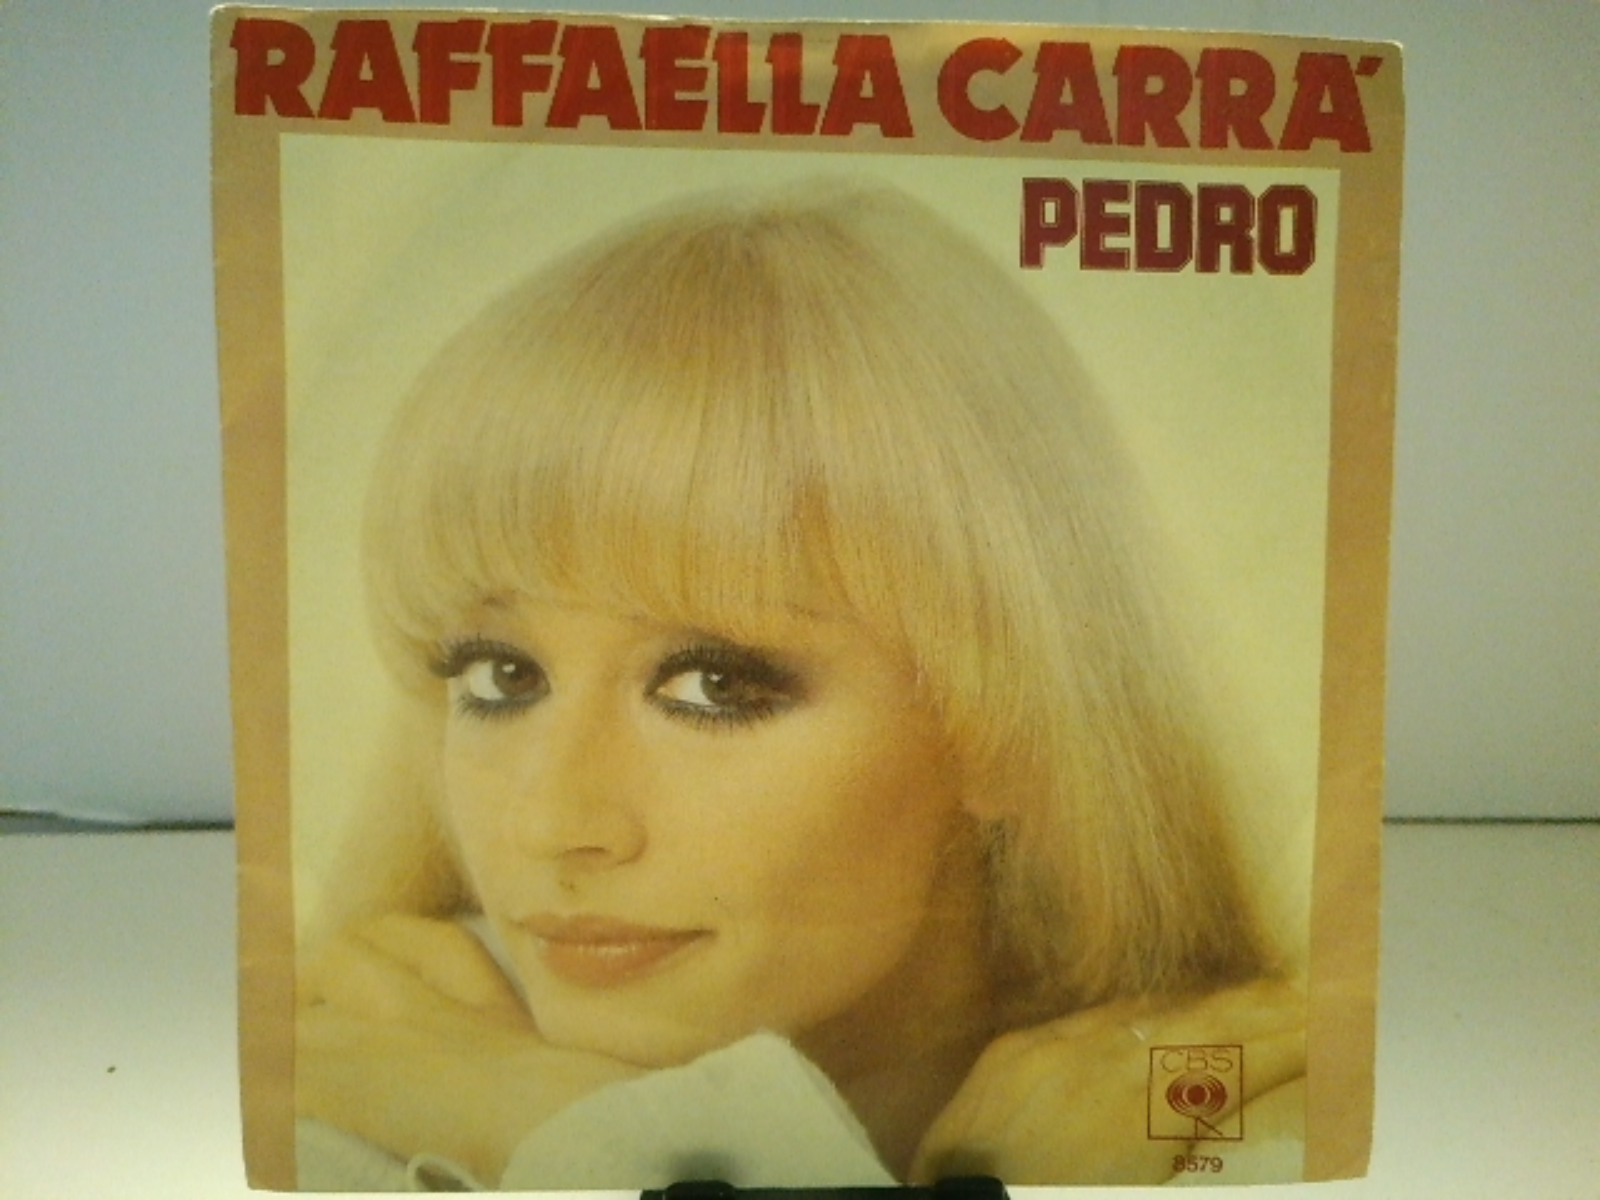 RAFFAELLA CARRA'
PEDRO
CBS
8579